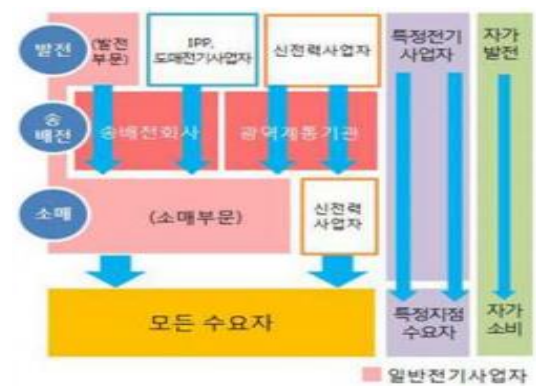 발전
(발전
부문)
IPP,
도매전기사업자
신전력사업자
특정전기
사업자
자가
발전
송
배전
송배전회사
광역계통기관
소매
(소매부문)
신전력
사업자
모든 수요자
특정지점
수요자
자가
소비
일반전기사업자